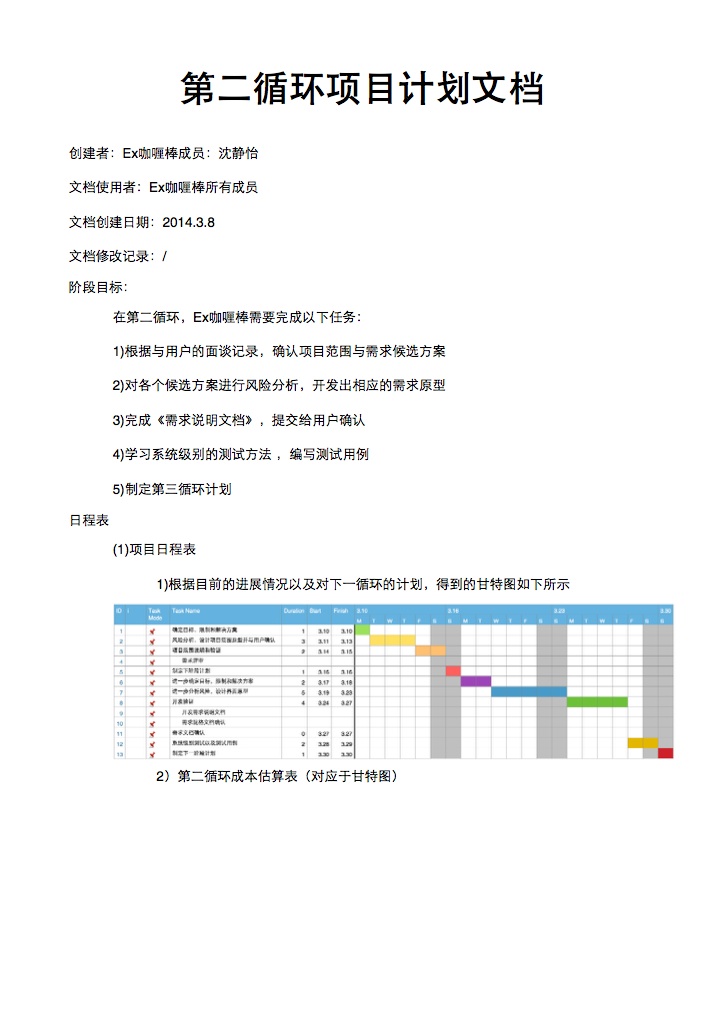 第二循环项目计划文档
创建者：Ex咖喱棒成员：沈静怡
文档使用者：Ex咖喱棒所有成员
文档创建日期：2014.3.8
文档修改记录：/
阶段目标：
在第二循环，Ex咖喱棒需要完成以下任务：
1)根据与用户的面谈记录，确认项目范围与需求候选方案
2)对各个候选方案进行风险分析，开发出相应的需求原型
3)完成《需求说明文档》，提交给用户确认
4)学习系统级别的测试方法 ，编写测试用例
5)制定第三循环计划
日程表
(1)项目日程表
1)根据目前的进展情况以及对下一循环的计划，得到的甘特图如下所示
ID i Task Mode Task Name Duration Start Finish 3.10 3.16 3.23 3.30
M T W T F S S M T W T F S S M T W T F S S
1 确定目标、限制和解决方案 1 3.10 3.10
2 风险分析、设计项目范围原型并与用户确认 3 3.11 3.13
3 项目范围进展和验证 2 3.14 3.15
4 需求评审
5 制定下阶段计划 1 3.16 3.16
6 进一步确定目标、限制和解决方案 2 3.17 3.18
7 进一步分析风险，设计界面原型 5 3.19 3.23
8 开发验证 4 3.24 3.27
9 开发需求规格文档
10 需求规格文档确认
11 需求文档确认 0 3.27 3.27
12 系统级别测试以及测试用例 2 3.28 3.29
13 制定下一阶段计划 1 3.30 3.30
2）第二循环成本估算表（对应于甘特图）